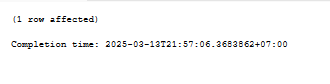 (1 row affected)
Completion time: 2025-03-13T21:57:06.3683862+07:00